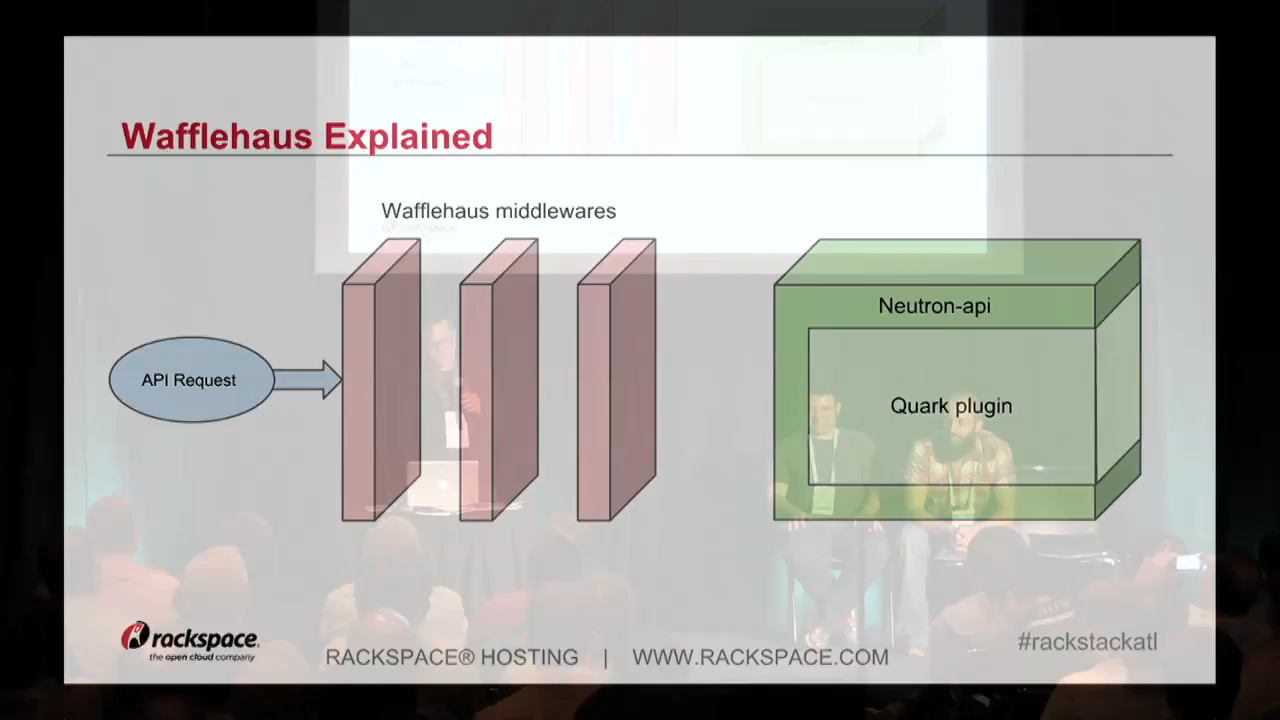 Wafflehaus Explained
Wafflehaus middlewares
Neutron-api
API Request
Quark plugin
rackspace®
the open cloud company
RACKSPACE® HOSTING | WWW.RACKSPACE.COM
#rackstackatl